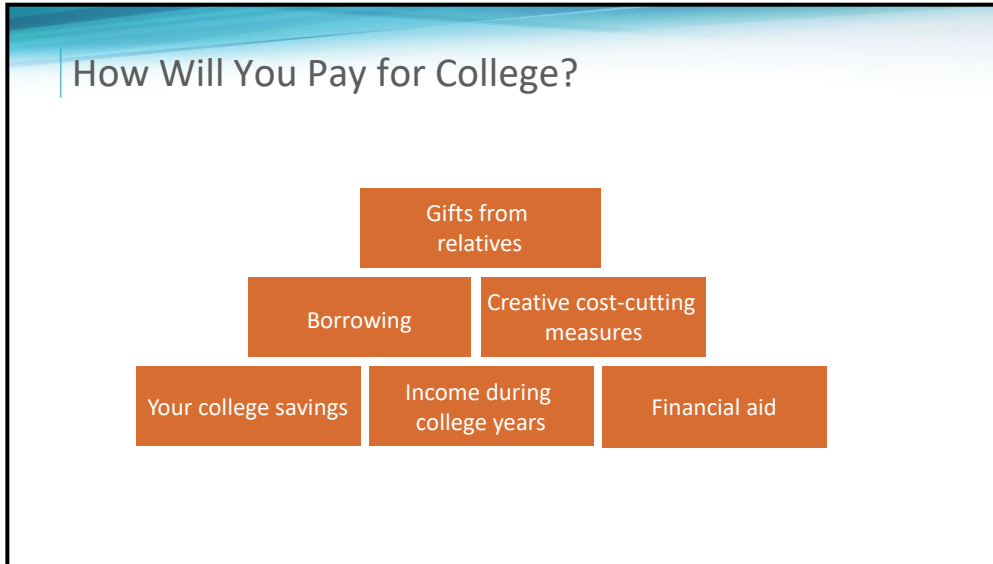 How Will You Pay for College?
Gifts from
relatives
Borrowing
Creative cost-cutting
measures
Your college savings
Income during
college years
Financial aid